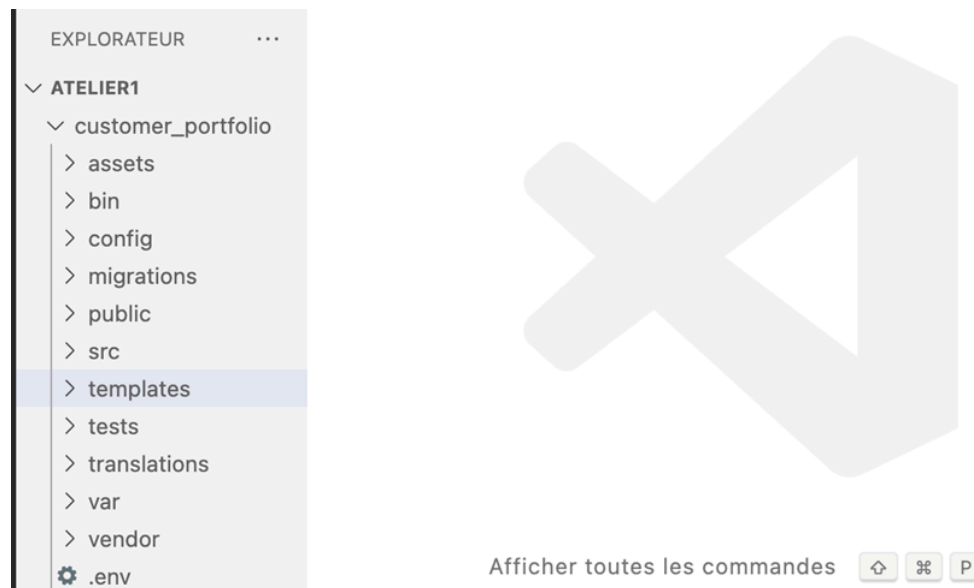 EXPLORATEUR ...
ATELIER1
customer_portfolio
assets
bin
config
migrations
public
src
templates
tests
translations
var
vendor
.env
Afficher toutes les commandes ⇧ ⌘ P